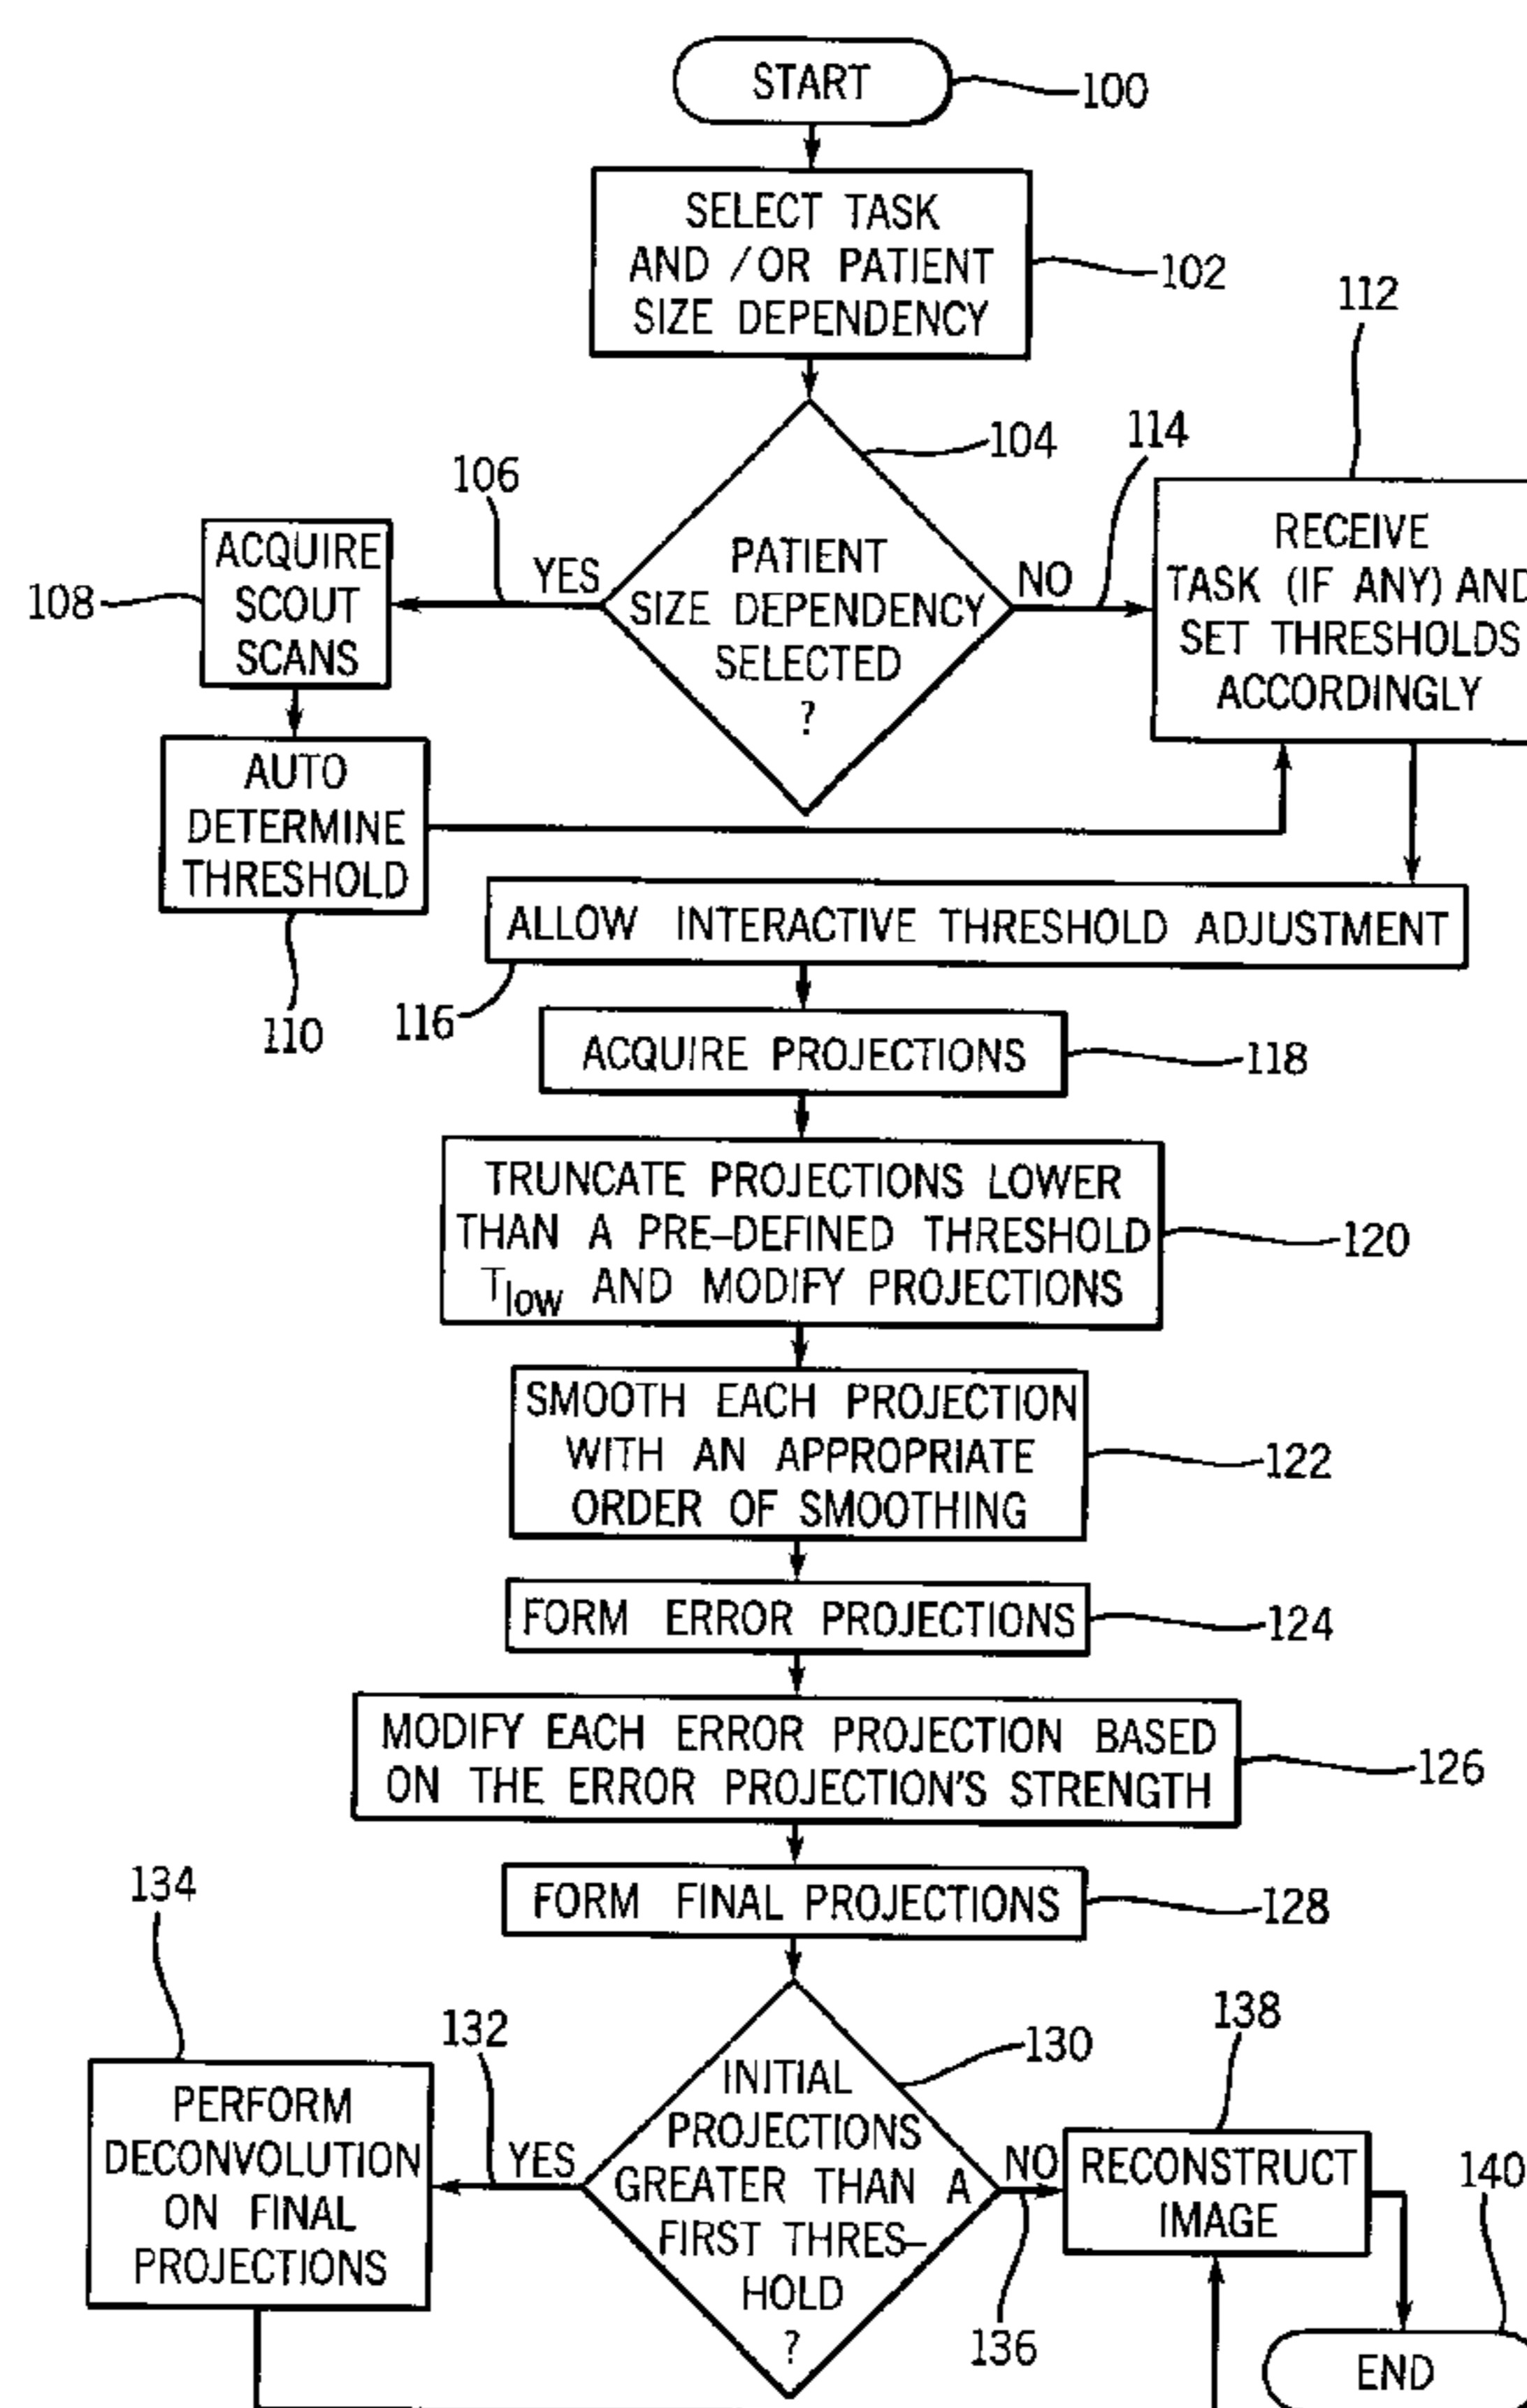 START
100
SELECT TASK
AND /OR PATIENT
SIZE DEPENDENCY
102
112
104
114
106
PATIENT
SIZE DEPENDENCY
SELECTED
?
YES
NO
ACQUIRE
SCOUT
SCANS
108
RECEIVE
TASK (IF ANY) AND
SET THRESHOLDS
ACCORDINGLY
AUTO
DETERMINE
THRESHOLD
110
ALLOW INTERACTIVE THRESHOLD ADJUSTMENT
116
ACQUIRE PROJECTIONS
118
TRUNCATE PROJECTIONS LOWER
THAN A PRE–DEFINED THRESHOLD
Tlow AND MODIFY PROJECTIONS
120
SMOOTH EACH PROJECTION
WITH AN APPROPRIATE
ORDER OF SMOOTHING
122
FORM ERROR PROJECTIONS
124
MODIFY EACH ERROR PROJECTION BASED
ON THE ERROR PROJECTION'S STRENGTH
126
FORM FINAL PROJECTIONS
128
134
132
130
138
INITIAL
PROJECTIONS
GREATER THAN A
FIRST THRES–
HOLD
?
YES
NO
136
PERFORM
DECONVOLUTION
ON FINAL
PROJECTIONS
RECONSTRUCT
IMAGE
140
END